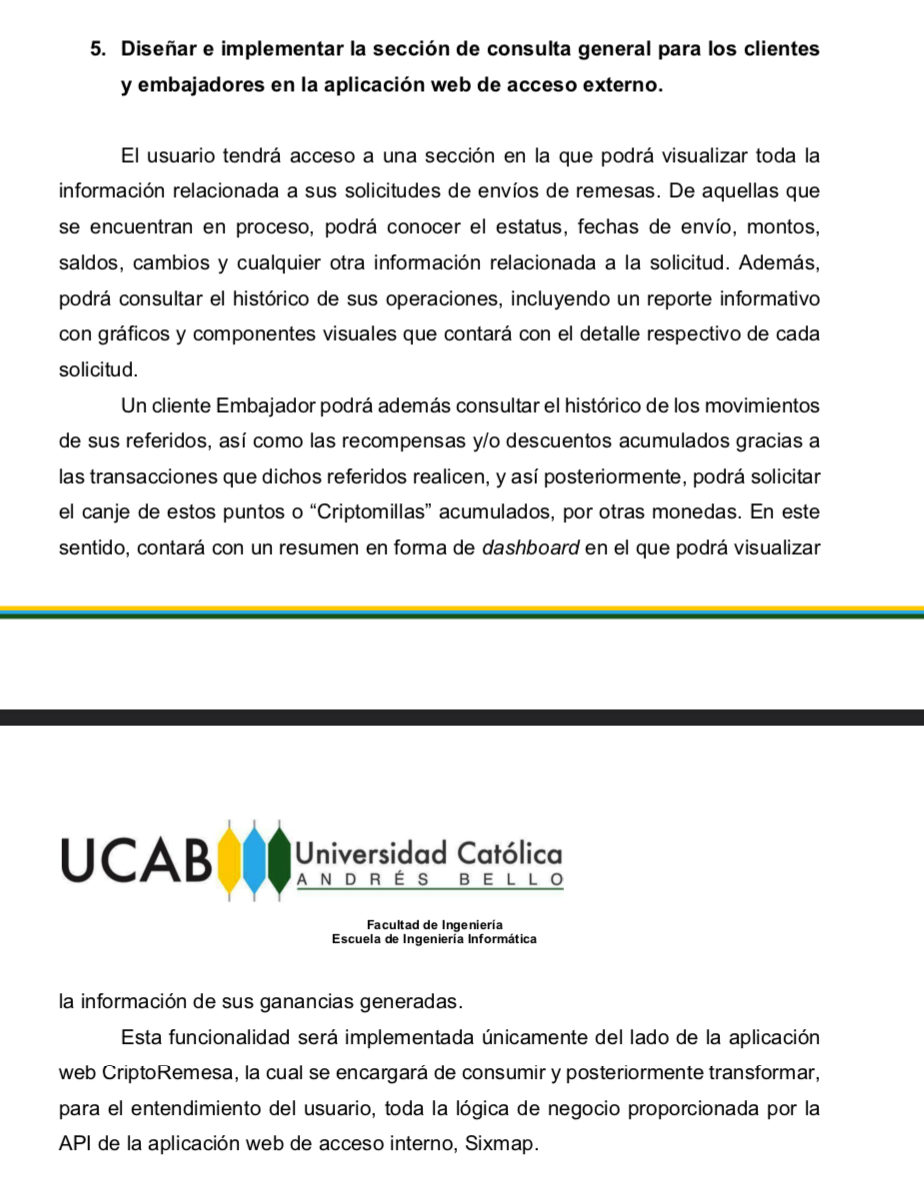 5. Diseñar e implementar la sección de consulta general para los clientes
y embajadores en la aplicación web de acceso externo.
El usuario tendrá acceso a una sección en la que podrá visualizar toda la
información relacionada a sus solicitudes de envíos de remesas. De aquellas que
se encuentran en proceso, podrá conocer el estatus, fechas de envío, montos,
saldos, cambios y cualquier otra información relacionada a la solicitud. Además,
podrá consultar el histórico de sus operaciones, incluyendo un reporte informativo
con gráficos y componentes visuales que contará con el detalle respectivo de cada
solicitud.
Un cliente Embajador podrá además consultar el histórico de los movimientos
de sus referidos, así como las recompensas y/o descuentos acumulados gracias a
las transacciones que dichos referidos realicen, y así posteriormente, podrá solicitar
el canje de estos puntos o “Criptomillas” acumulados, por otras monedas. En este
sentido, contará con un resumen en forma de dashboard en el que podrá visualizar
UCAB Universidad Católica
ANDRÉS BELLO
Facultad de Ingeniería
Escuela de Ingeniería Informática
la información de sus ganancias generadas.
Esta funcionalidad será implementada únicamente del lado de la aplicación
web CriptoRemesa, la cual se encargará de consumir y posteriormente transformar,
para el entendimiento del usuario, toda la lógica de negocio proporcionada por la
API de la aplicación web de acceso interno, Sixmap.